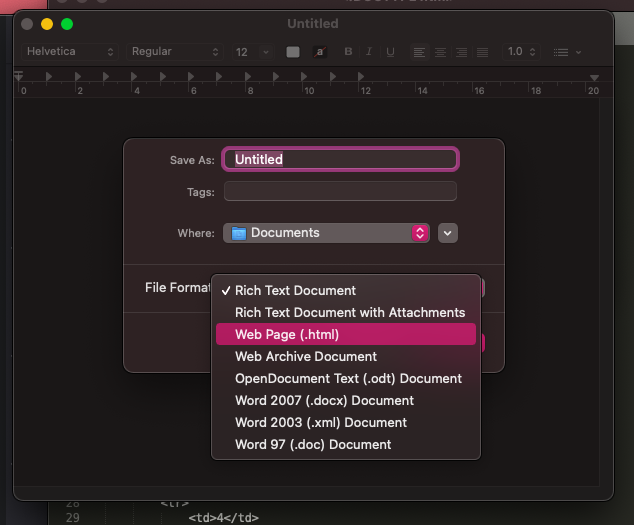 Untitled
Helvetica Regular 12 a B I U 1.0
0 2 4 6 8 10 12 14 16 18 20
Save As: Untitled
Tags:
Where: Documents
File Format
✓ Rich Text Document
Rich Text Document with Attachments
Web Page (.html)
Web Archive Document
OpenDocument Text (.odt) Document
Word 2007 (.docx) Document
Word 2003 (.xml) Document
Word 97 (.doc) Document
28 <tr>
29 <td>4</td>